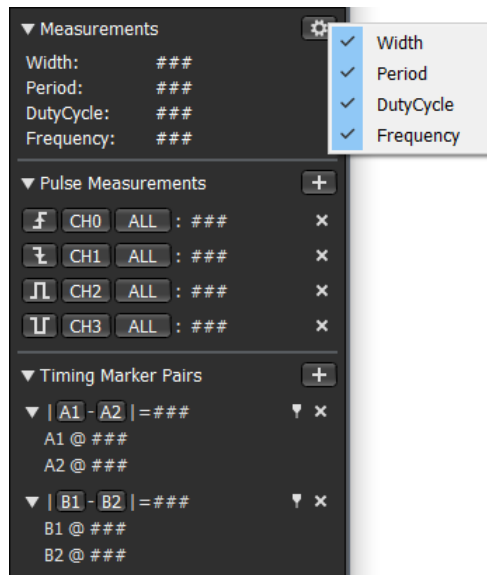 Measurements
Width: ###
Period: ###
DutyCycle: ###
Frequency: ###
Width
Period
DutyCycle
Frequency
Pulse Measurements
CH0 ALL : ###
CH1 ALL : ###
CH2 ALL : ###
CH3 ALL : ###
Timing Marker Pairs
| A1 - A2 | = ###
A1 @ ###
A2 @ ###
| B1 - B2 | = ###
B1 @ ###
B2 @ ###